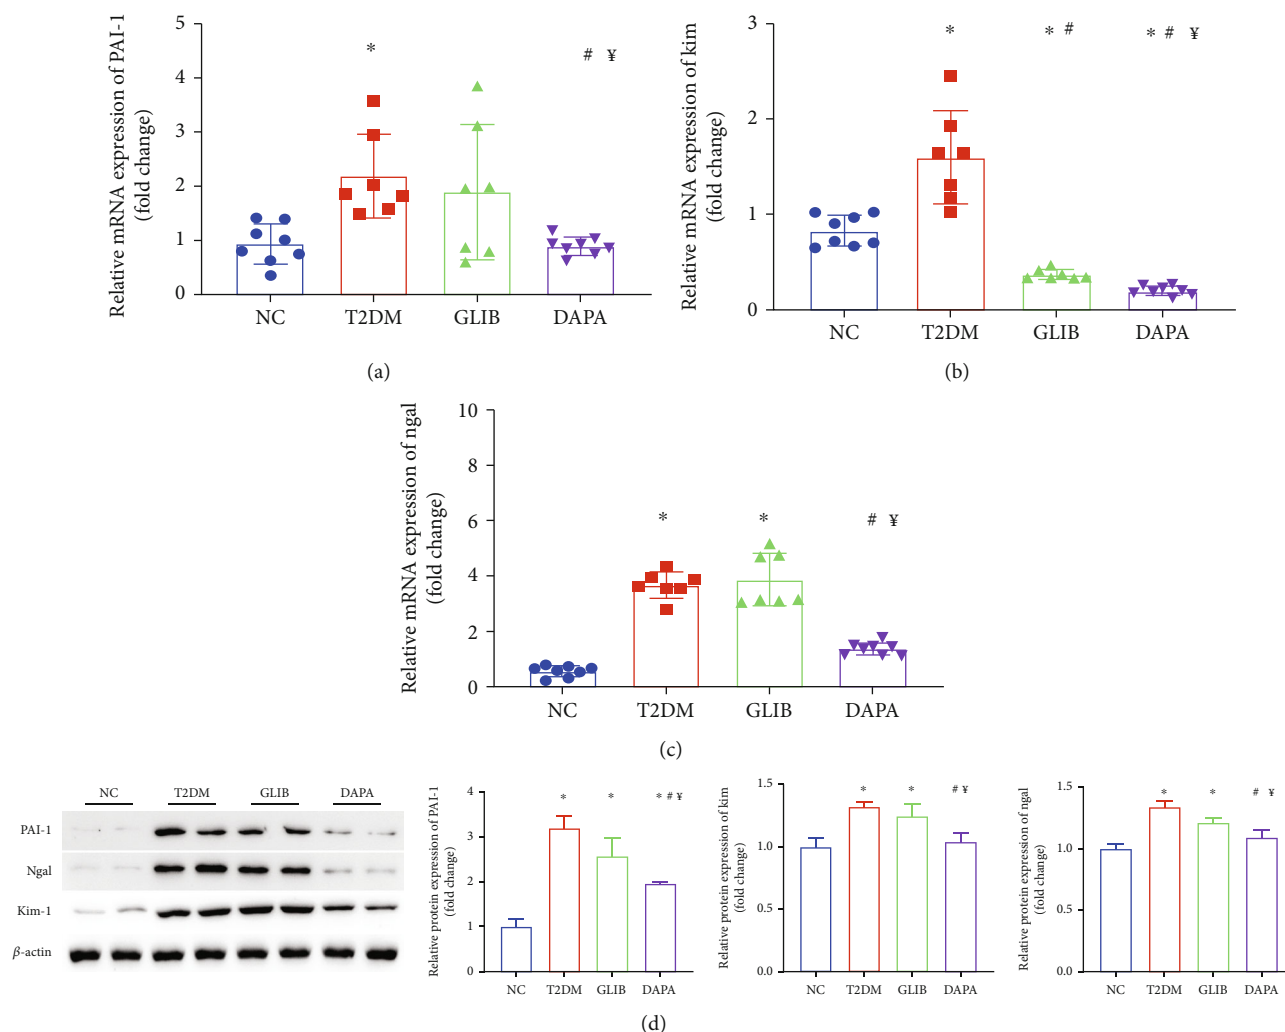 Relative mRNA expression of PAI-1
(fold change)
5
4
3
2
1
0
*
# ¥
NC T2DM GLIB DAPA
(a)
Relative mRNA expression of kim
(fold change)
3
2
1
0
*
* #
* # ¥
NC T2DM GLIB DAPA
(b)
Relative mRNA expression of ngal
(fold change)
10
8
6
4
2
0
*
*
# ¥
NC T2DM GLIB DAPA
(c)
NC T2DM GLIB DAPA
PAI-1
Ngal
Kim-1
β-actin
Relative protein expression of PAI-1
(fold change)
4
3
2
1
0
*
*
* # ¥
NC T2DM GLIB DAPA
Relative protein expression of kim
(fold change)
1.5
1.0
0.5
0.0
*
*
# ¥
NC T2DM GLIB DAPA
Relative protein expression of ngal
(fold change)
1.5
1.0
0.5
0.0
*
*
# ¥
NC T2DM GLIB DAPA
(d)